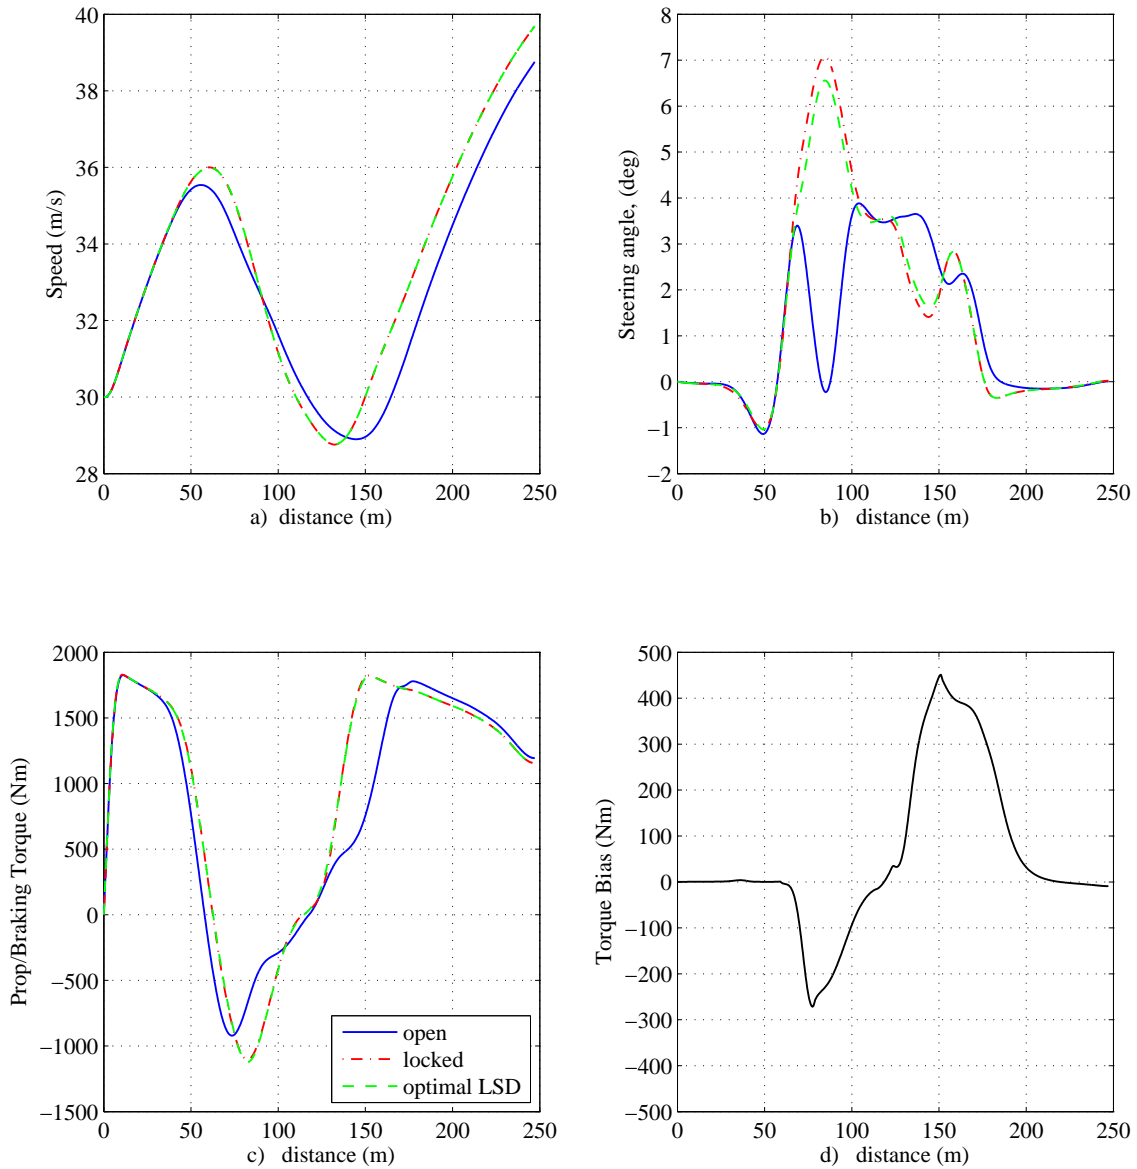 40
38
36
34
32
30
28
Speed (m/s)
0 50 100 150 200 250
a) distance (m)
8
7
6
5
4
3
2
1
0
−1
−2
Steering angle, (deg)
0 50 100 150 200 250
b) distance (m)
2000
1500
1000
500
0
−500
−1000
−1500
Prop/Braking Torque (Nm)
open
locked
optimal LSD
0 50 100 150 200 250
c) distance (m)
500
400
300
200
100
0
−100
−200
−300
−400
−500
Torque Bias (Nm)
0 50 100 150 200 250
d) distance (m)